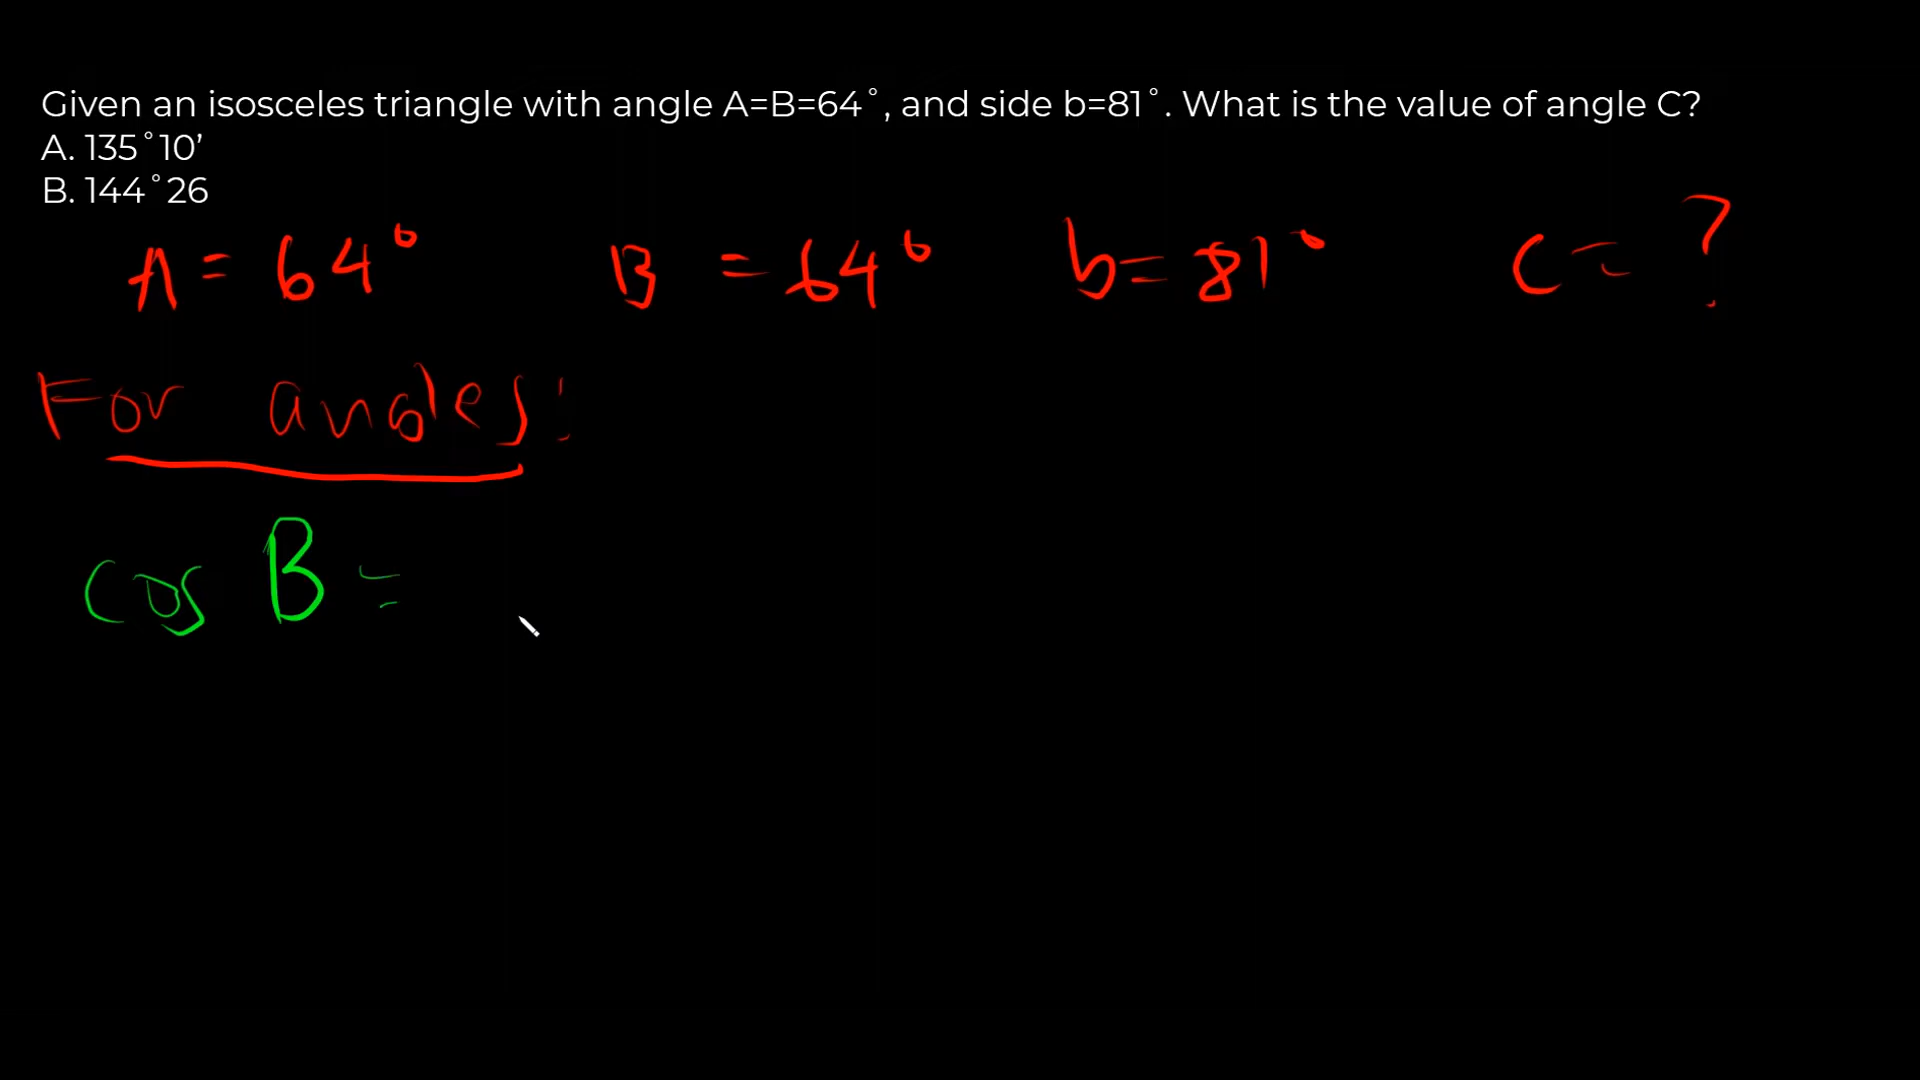 Given an isosceles triangle with angle A=B=64°, and side b=81°. What is the value of angle C?
A. 135°10’
B. 144°26
A = 64° B = 64° b = 81° C = ?
For angles:
cos B =